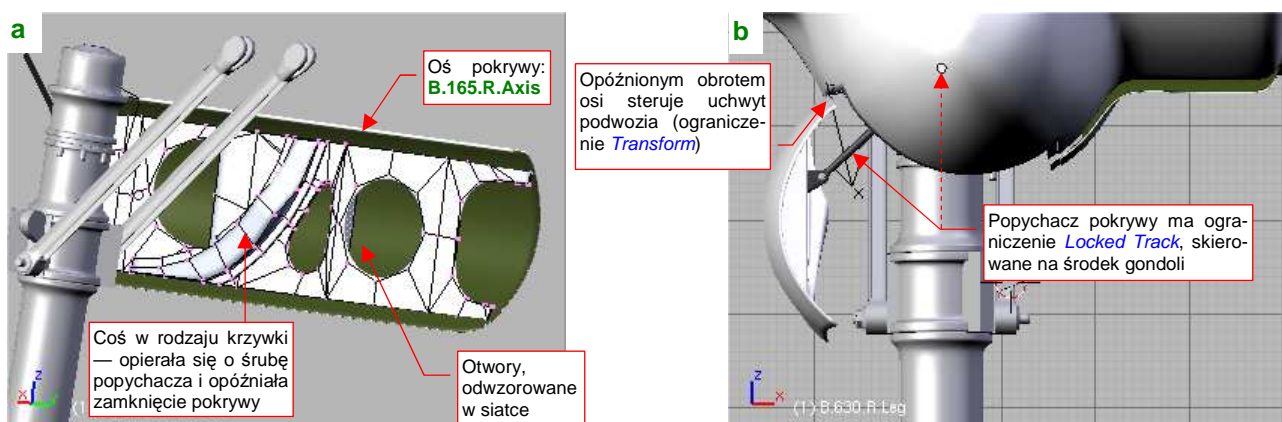 a
Oś pokrywy:
B.165.R.Axis
Coś w rodzaju krzywki
— opierała się o śrubę
popychacza i opóźniała
zamknięcie pokrywy
Otwory,
odwzorowane
w siatce
z
x
(1)
b
Opóźnionym obrotem
osi steruje uchwyt
podwozia (ogranicze-
nie Transform)
Popychacz pokrywy ma ogra-
niczenie Locked Track, skiero-
wane na środek gondoli
z
x
(1) B.630.R.Leg